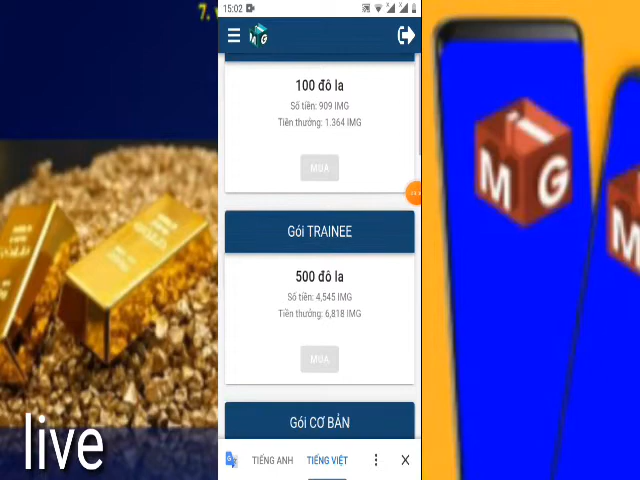 7.
live
15:02
MG
100 đô la
Số tiền: 909 IMG
Tiền thưởng: 1.364 IMG
MUA
Gói TRAINEE
500 đô la
Số tiền: 4,545 IMG
Tiền thưởng: 6,818 IMG
MUA
Gói CƠ BẢN
TIẾNG ANH TIẾNG VIỆT
M G
M